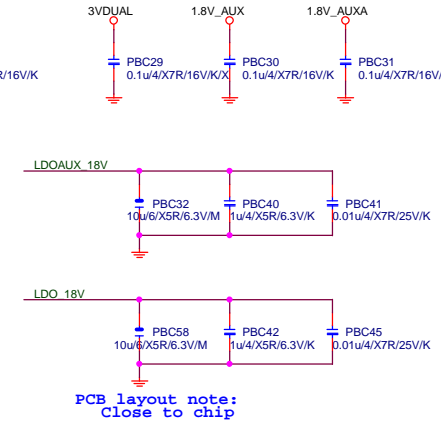 3VDUAL 1.8V_AUX 1.8V_AUXA
PBC29 PBC30 PBC31
R/16V/K 0.1u/4/X7R/16V/K/X 0.1u/4/X7R/16V/K 0.1u/4/X7R/16V/
LDOAUX_18V
PBC32 PBC40 PBC41
10u/6/X5R/6.3V/M 1u/4/X5R/6.3V/K 0.01u/4/X7R/25V/K
LDO_18V
PBC58 PBC42 PBC45
10u/6/X5R/6.3V/M 1u/4/X5R/6.3V/K 0.01u/4/X7R/25V/K
PCB layout note:
Close to chip